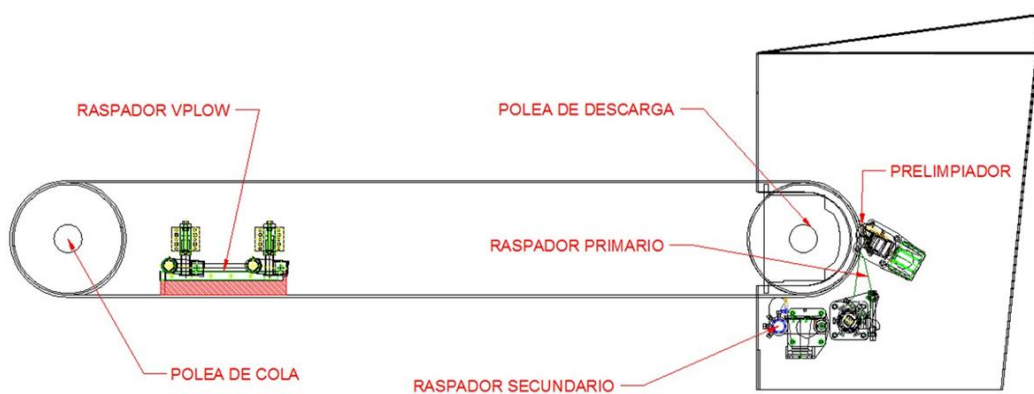 RASPADOR VPLOW
POLEA DE DESCARGA
PRELIMPIADOR
RASPADOR PRIMARIO
POLEA DE COLA
RASPADOR SECUNDARIO